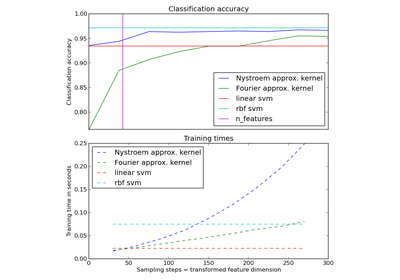 Classification accuracy
1.00
0.95
0.90
0.85
0.80
Classification accuracy
Nystroem approx. kernel
Fourier approx. kernel
linear svm
rbf svm
n_features
Training times
0.25
0.20
0.15
0.10
0.05
0.00
Training time in seconds
Nystroem approx. kernel
Fourier approx. kernel
linear svm
rbf svm
0 50 100 150 200 250 300
Sampling steps = transformed feature dimension